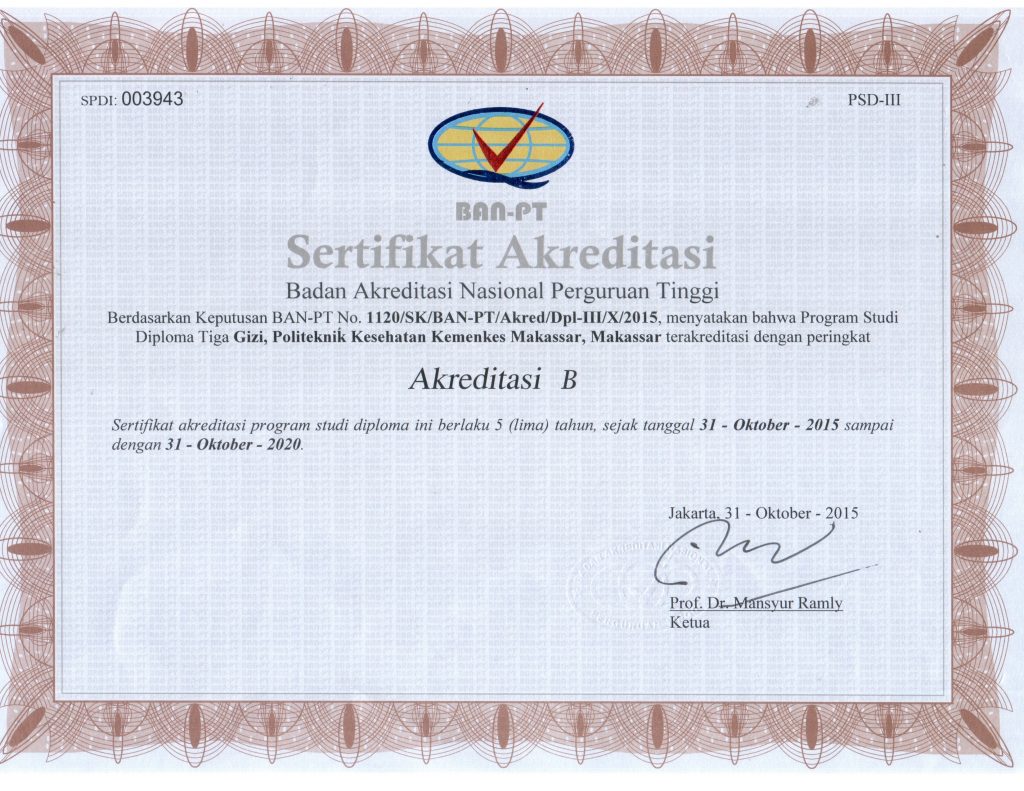 SPDI: 003943
PSD-III
BAN-PT
Sertifikat Akreditasi
Badan Akreditasi Nasional Perguruan Tinggi
Berdasarkan Keputusan BAN-PT No. 1120/SK/BAN-PT/Akred/Dpl-III/X/2015, menyatakan bahwa Program Studi
Diploma Tiga Gizi, Politeknik Kesehatan Kemenkes Makassar, Makassar terakreditasi dengan peringkat
Akreditasi B
Sertifikat akreditasi program studi diploma ini berlaku 5 (lima) tahun, sejak tanggal 31 - Oktober - 2015 sampai
dengan 31 - Oktober - 2020.
Jakarta, 31 - Oktober - 2015
Prof. Dr. Mansyur Ramly
Ketua